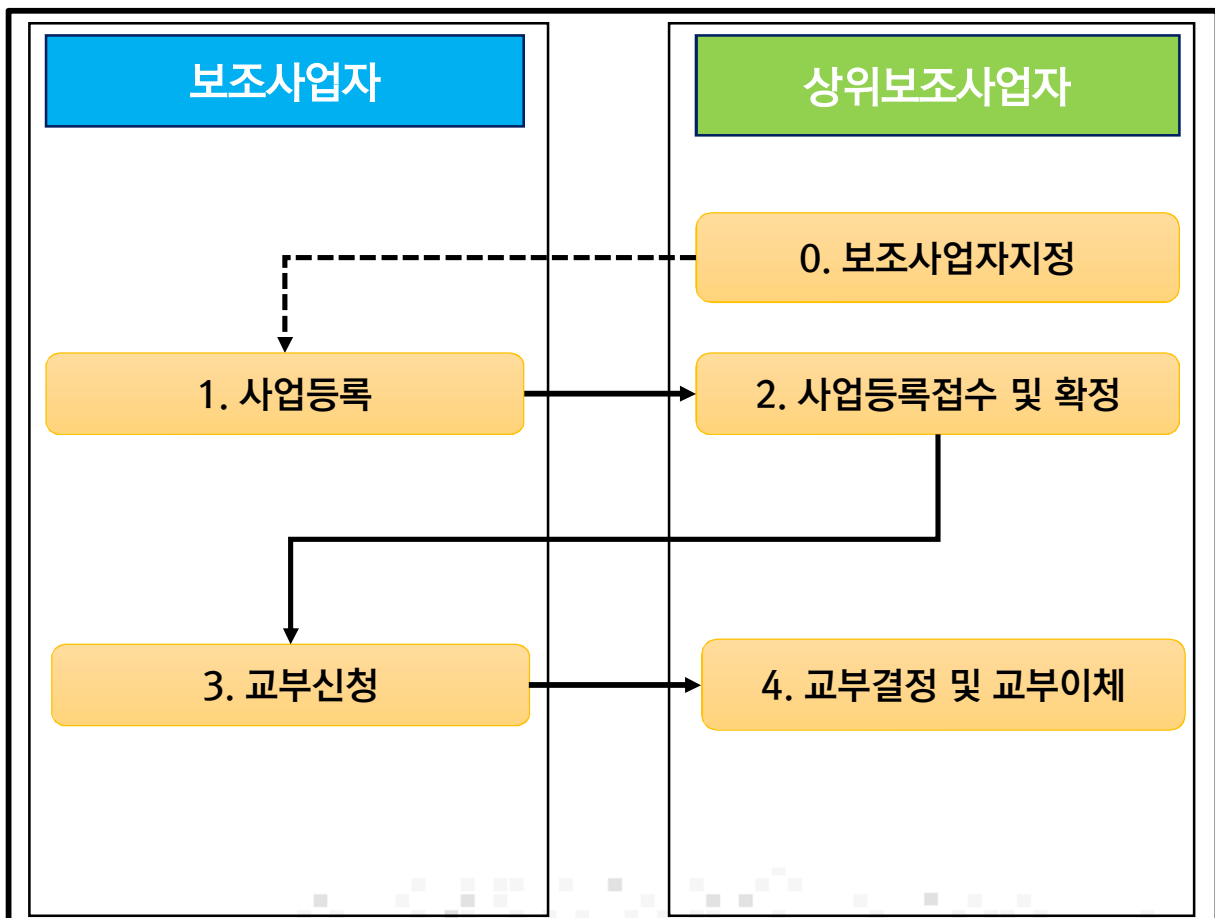 보조사업자
상위보조사업자
0. 보조사업자지정
1. 사업등록
2. 사업등록접수 및 확정
3. 교부신청
4. 교부결정 및 교부이체